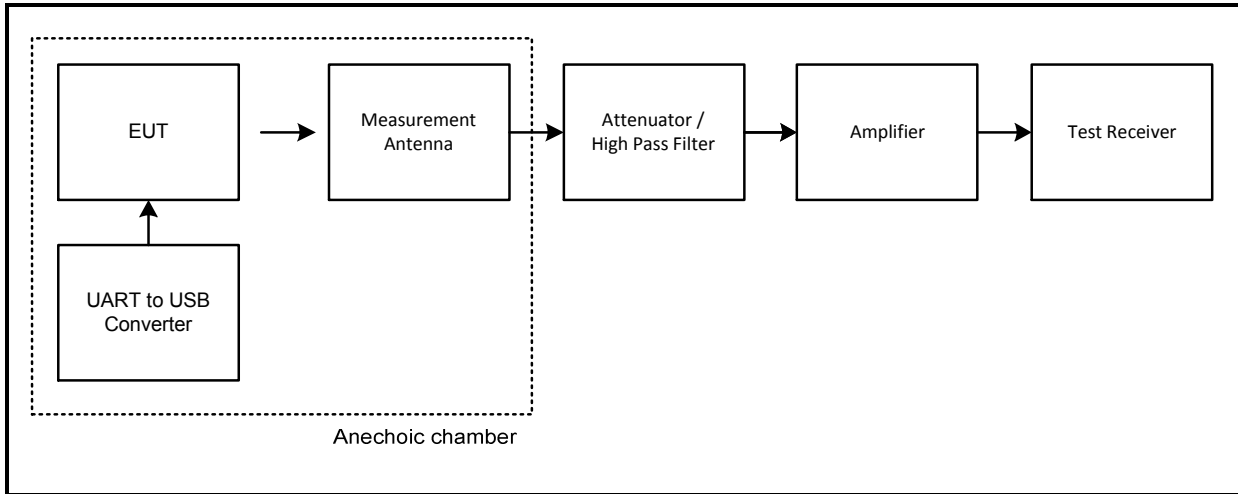 EUT
Measurement
Antenna
Attenuator /
High Pass Filter
Amplifier
Test Receiver
UART to USB
Converter
Anechoic chamber